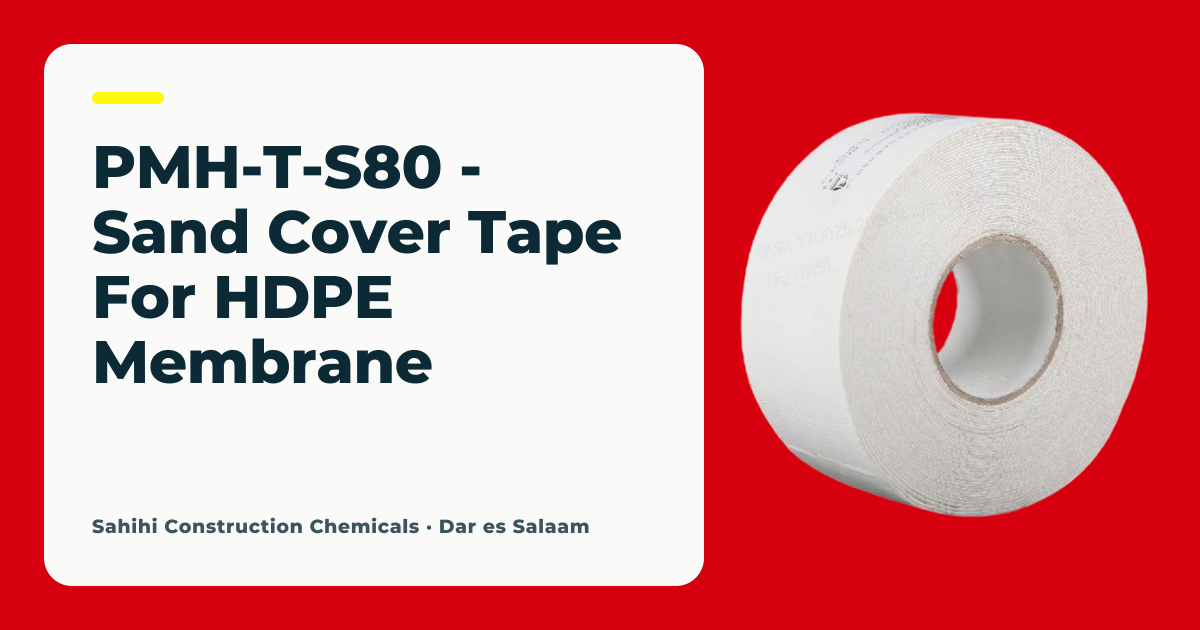 PMH-T-S80 -
Sand Cover Tape
For HDPE
Membrane
Sahihi Construction Chemicals · Dar es Salaam